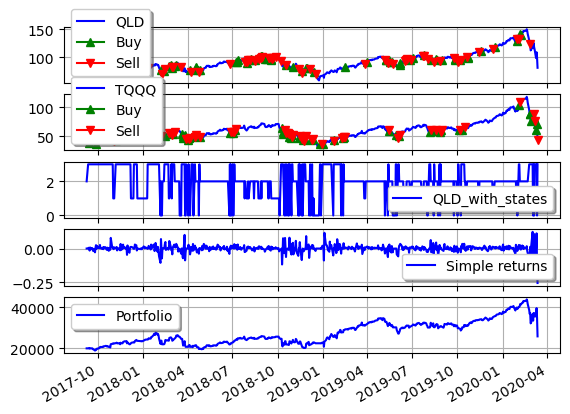 150
100
QLD
Buy
Sell
100
50
TQQQ
Buy
Sell
2
0
QLD_with_states
0.00
−0.25
Simple returns
40000
20000
Portfolio
2017-10 2018-01 2018-04 2018-07 2018-10 2019-01 2019-04 2019-07 2019-10 2020-01 2020-04